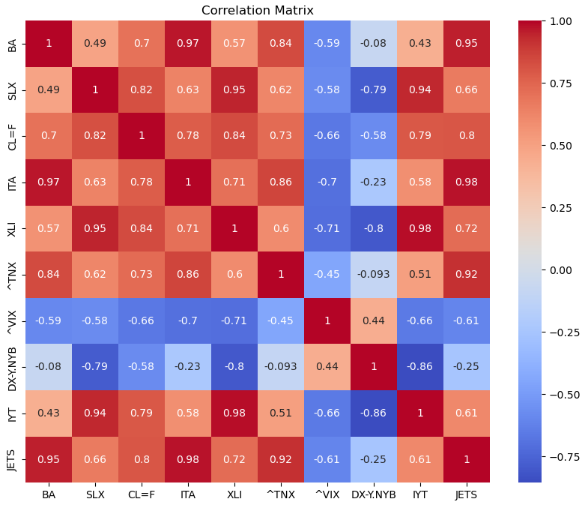 Correlation Matrix
BA 1 0.49 0.7 0.97 0.57 0.84 -0.59 -0.08 0.43 0.95
SLX 0.49 1 0.82 0.63 0.95 0.62 -0.58 -0.79 0.94 0.66
CL=F 0.7 0.82 1 0.78 0.84 0.73 -0.66 -0.58 0.79 0.8
ITA 0.97 0.63 0.78 1 0.71 0.86 -0.7 -0.23 0.58 0.98
XLI 0.57 0.95 0.84 0.71 1 0.6 -0.71 -0.8 0.98 0.72
^TNX 0.84 0.62 0.73 0.86 0.6 1 -0.45 -0.093 0.51 0.92
^VIX -0.59 -0.58 -0.66 -0.7 -0.71 -0.45 1 0.44 -0.66 -0.61
DX-Y.NYB -0.08 -0.79 -0.58 -0.23 -0.8 -0.093 0.44 1 -0.86 -0.25
IYT 0.43 0.94 0.79 0.58 0.98 0.51 -0.66 -0.86 1 0.61
JETS 0.95 0.66 0.8 0.98 0.72 0.92 -0.61 -0.25 0.61 1
BA SLX CL=F ITA XLI ^TNX ^VIX DX-Y.NYB IYT JETS
1.00
0.75
0.50
0.25
0.00
−0.25
−0.50
−0.75